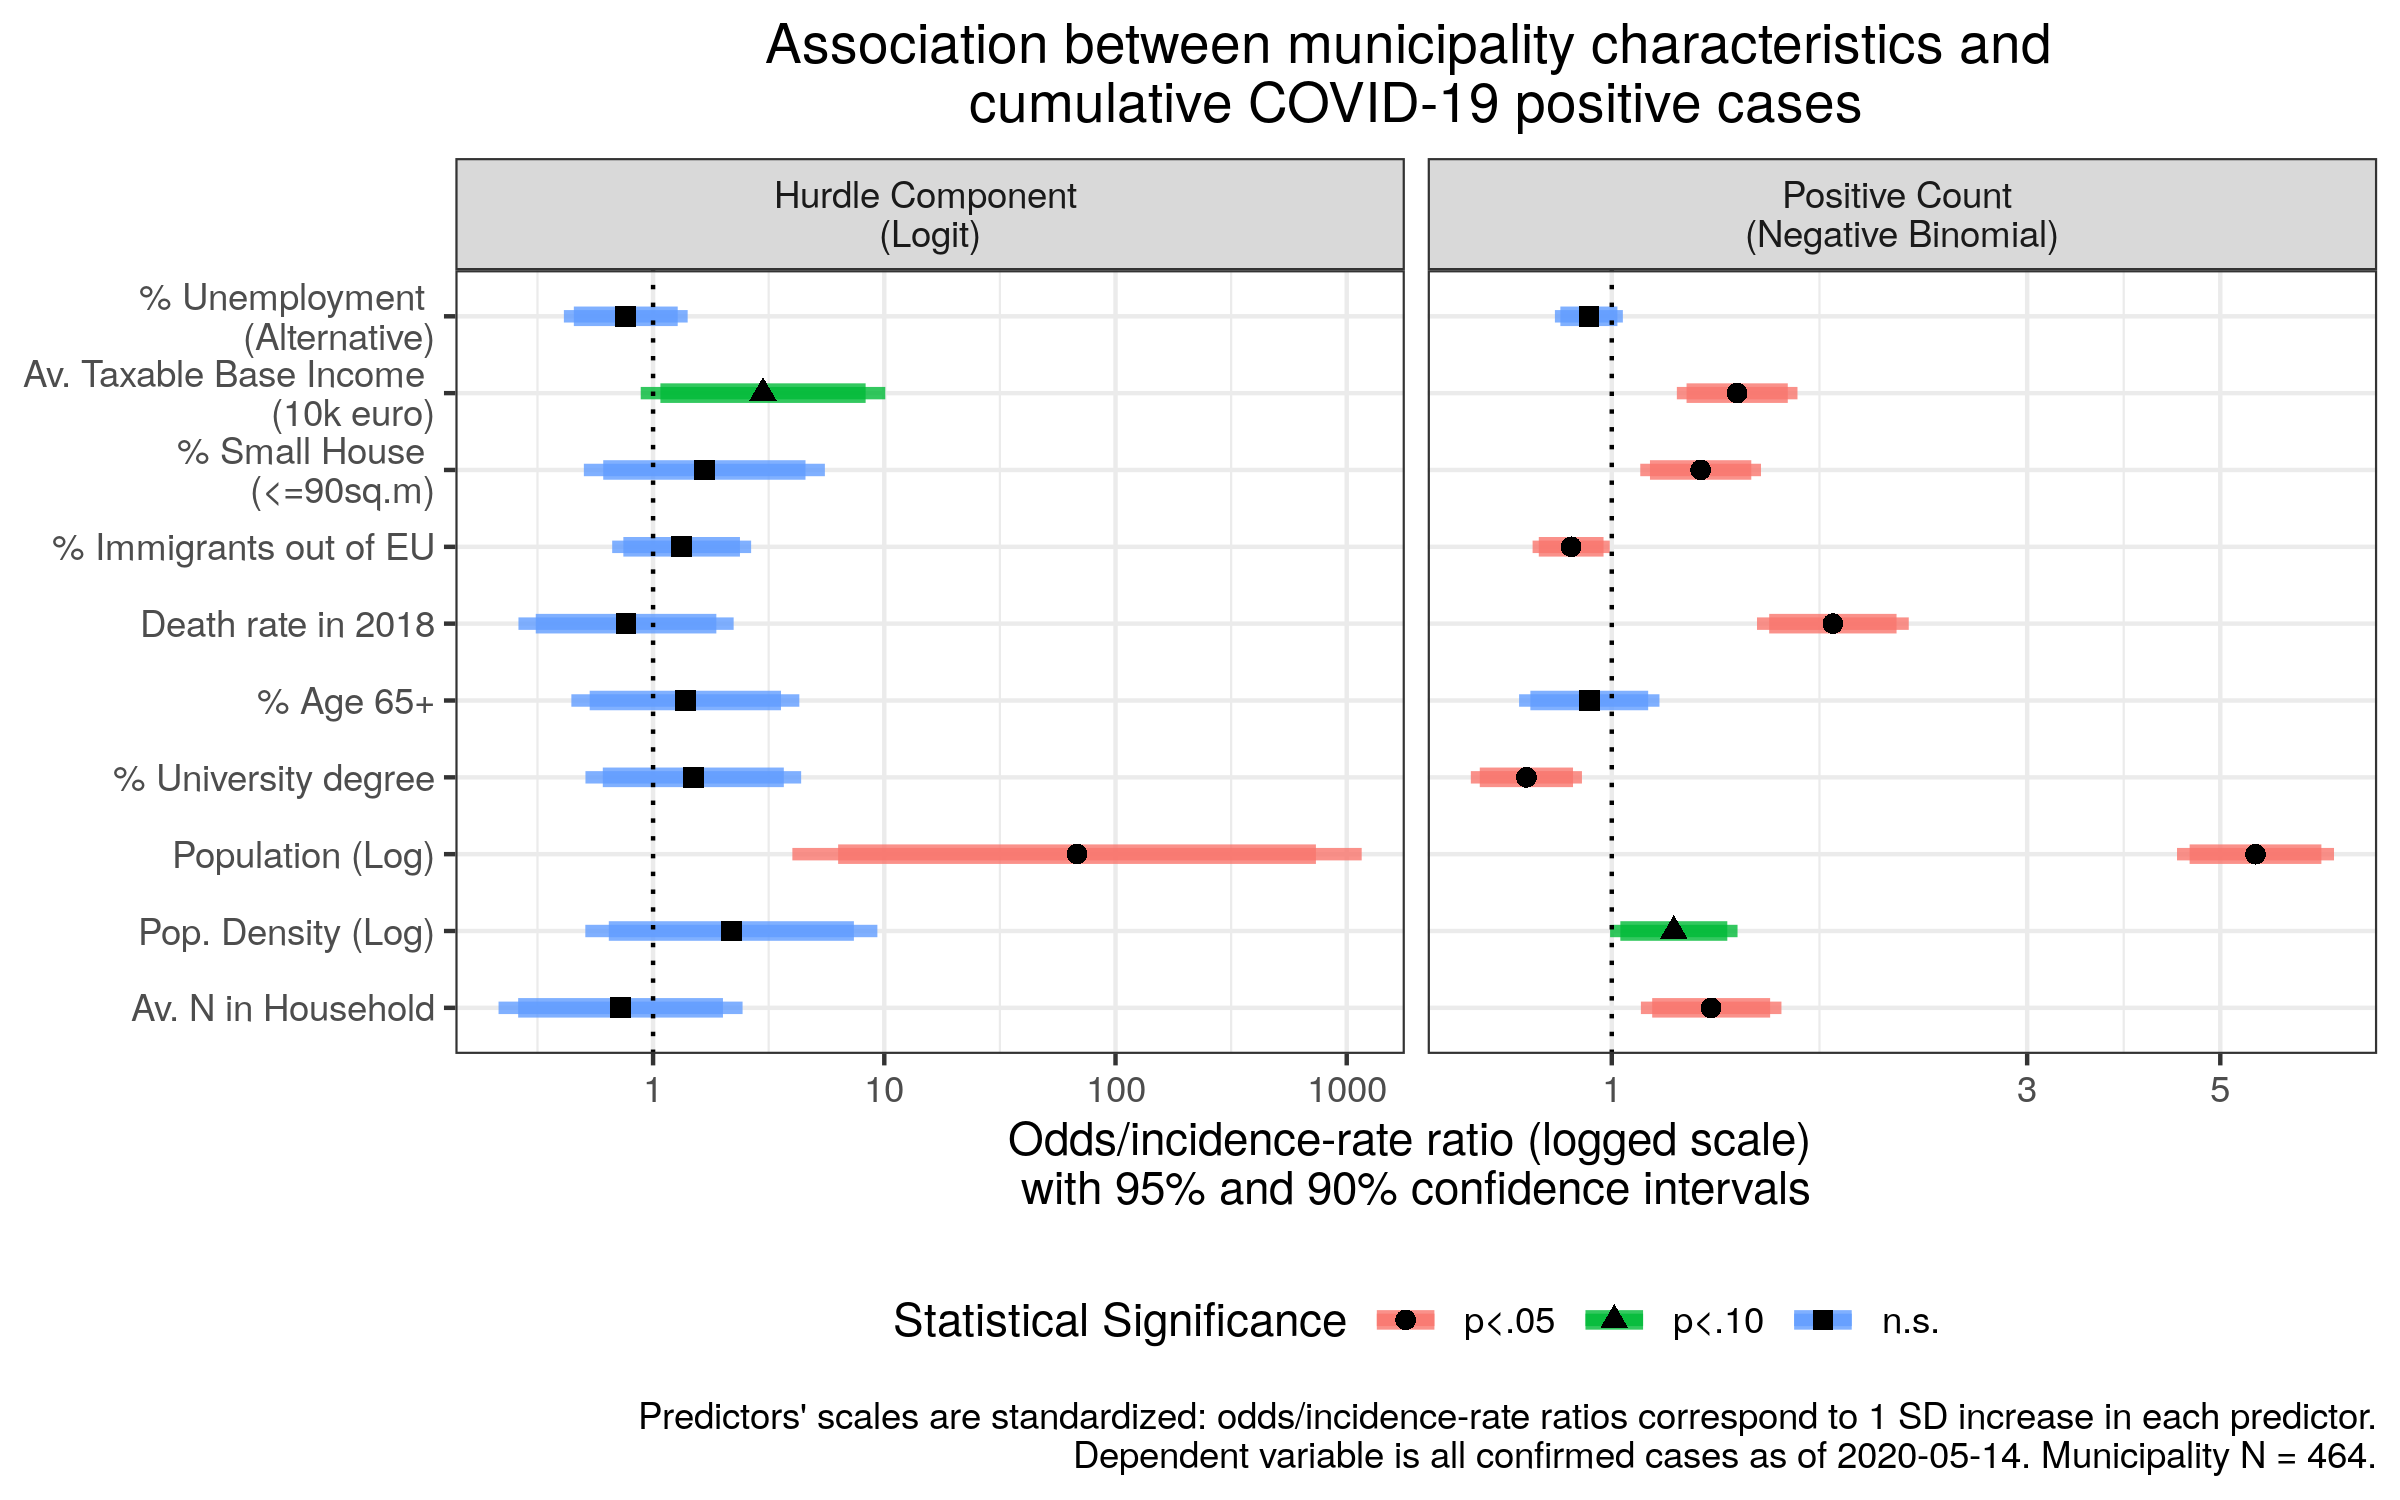 Association between municipality characteristics and
cumulative COVID-19 positive cases
Hurdle Component
(Logit)
Positive Count
(Negative Binomial)
% Unemployment
(Alternative)
Av. Taxable Base Income
(10k euro)
% Small House
(<=90sq.m)
% Immigrants out of EU
Death rate in 2018
% Age 65+
% University degree
Population (Log)
Pop. Density (Log)
Av. N in Household
1 10 100 1000
1 3 5
Odds/incidence-rate ratio (logged scale)
with 95% and 90% confidence intervals
Statistical Significance p<.05 p<.10 n.s.
Predictors' scales are standardized: odds/incidence-rate ratios correspond to 1 SD increase in each predictor.
Dependent variable is all confirmed cases as of 2020-05-14. Municipality N = 464.